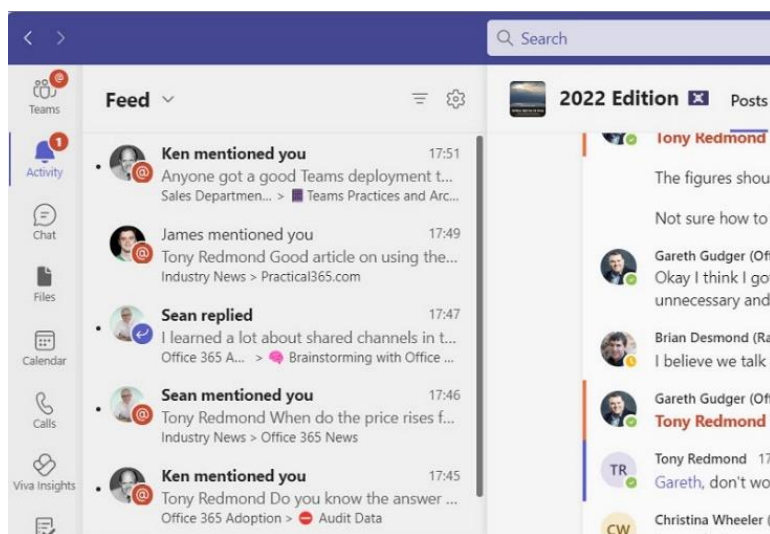 Search
@
Teams
1
Activity
Chat
Files
Calendar
Calls
Viva Insights
Feed
Ken mentioned you 17:51
@ Anyone got a good Teams deployment t...
Sales Departmen... > Teams Practices and Arc...
James mentioned you 17:49
@ Tony Redmond Good article on using the...
Industry News > Practical365.com
Sean replied 17:47
I learned a lot about shared channels in t...
Office 365 A... > Brainstorming with Office ...
Sean mentioned you 17:46
@ Tony Redmond When do the price rises f...
Industry News > Office 365 News
Ken mentioned you 17:45
@ Tony Redmond Do you know the answer ...
Office 365 Adoption > Audit Data
2022 Edition Posts
Tony Redmond
The figures shou
Not sure how to
Gareth Gudger (Off
Okay I think I go
unnecessary and
Brian Desmond (Ra
I believe we talk
Gareth Gudger (Off
Tony Redmond
TR
Tony Redmond 17
Gareth, don't wo
CW
Christina Wheeler (